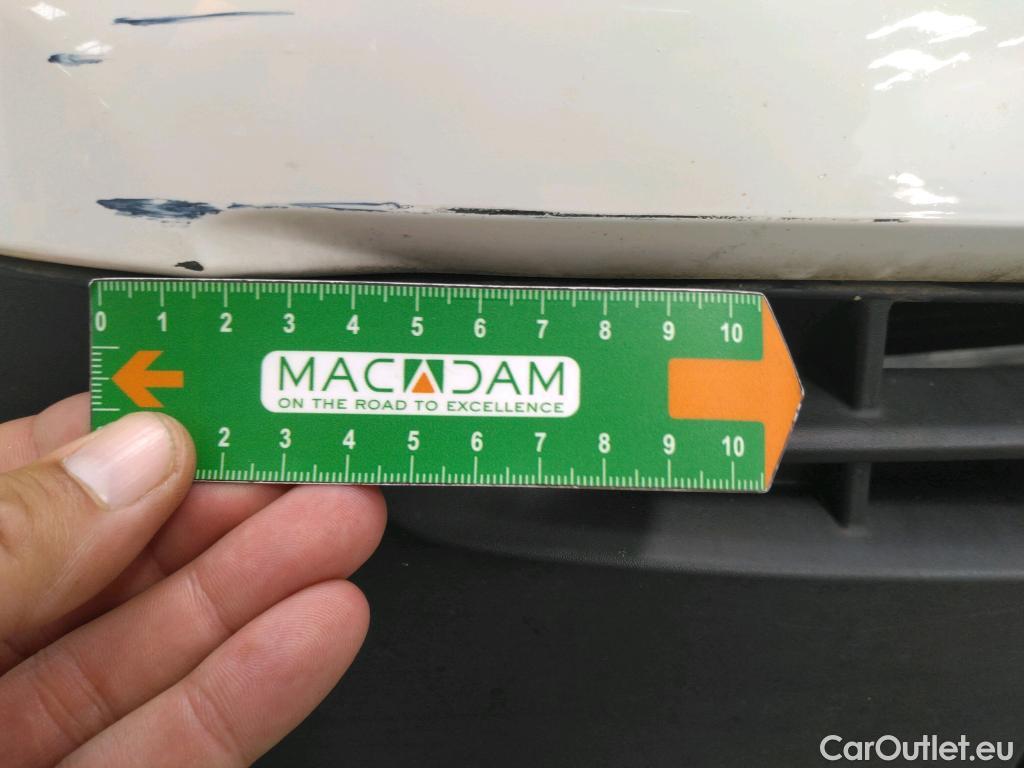 0 1 2 3 4 5 6 7 8 9 10
MACADAM
ON THE ROAD TO EXCELLENCE
2 3 4 5 6 7 8 9 10
CarOutlet.eu